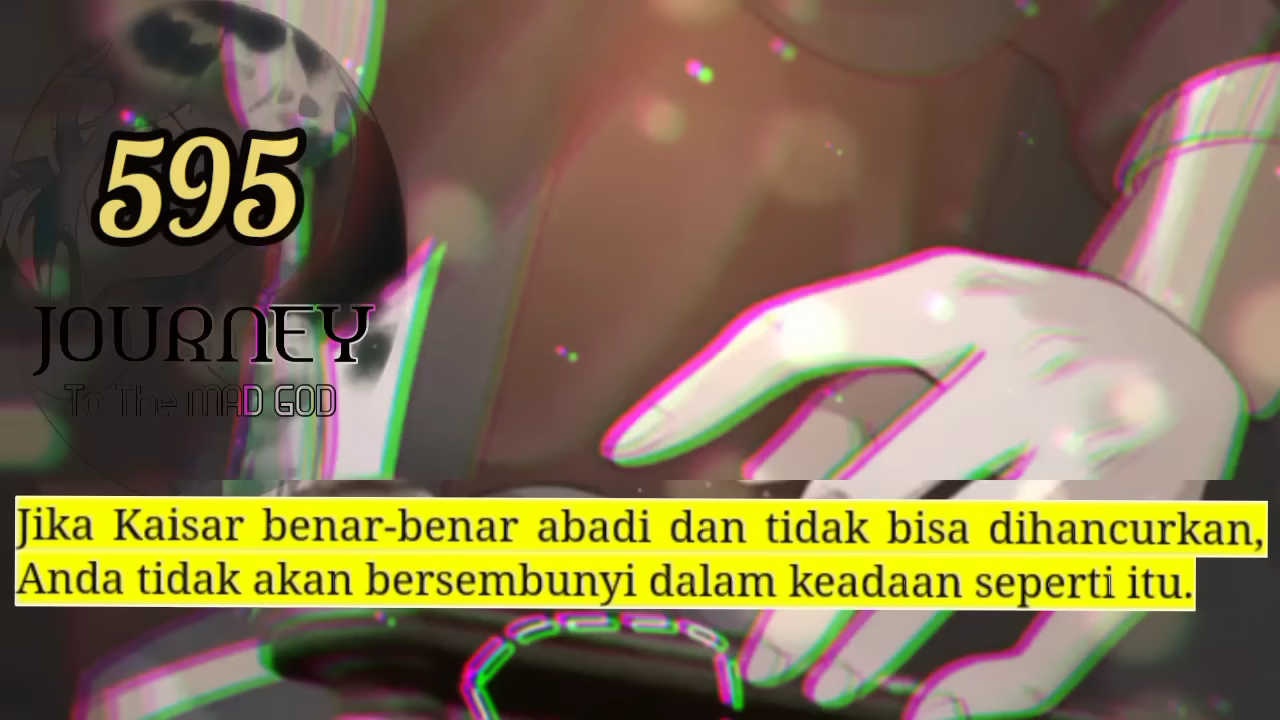 595
JOURNEY
To The MAD GOD
Jika Kaisar benar-benar abadi dan tidak bisa dihancurkan,
Anda tidak akan bersembunyi dalam keadaan seperti itu.